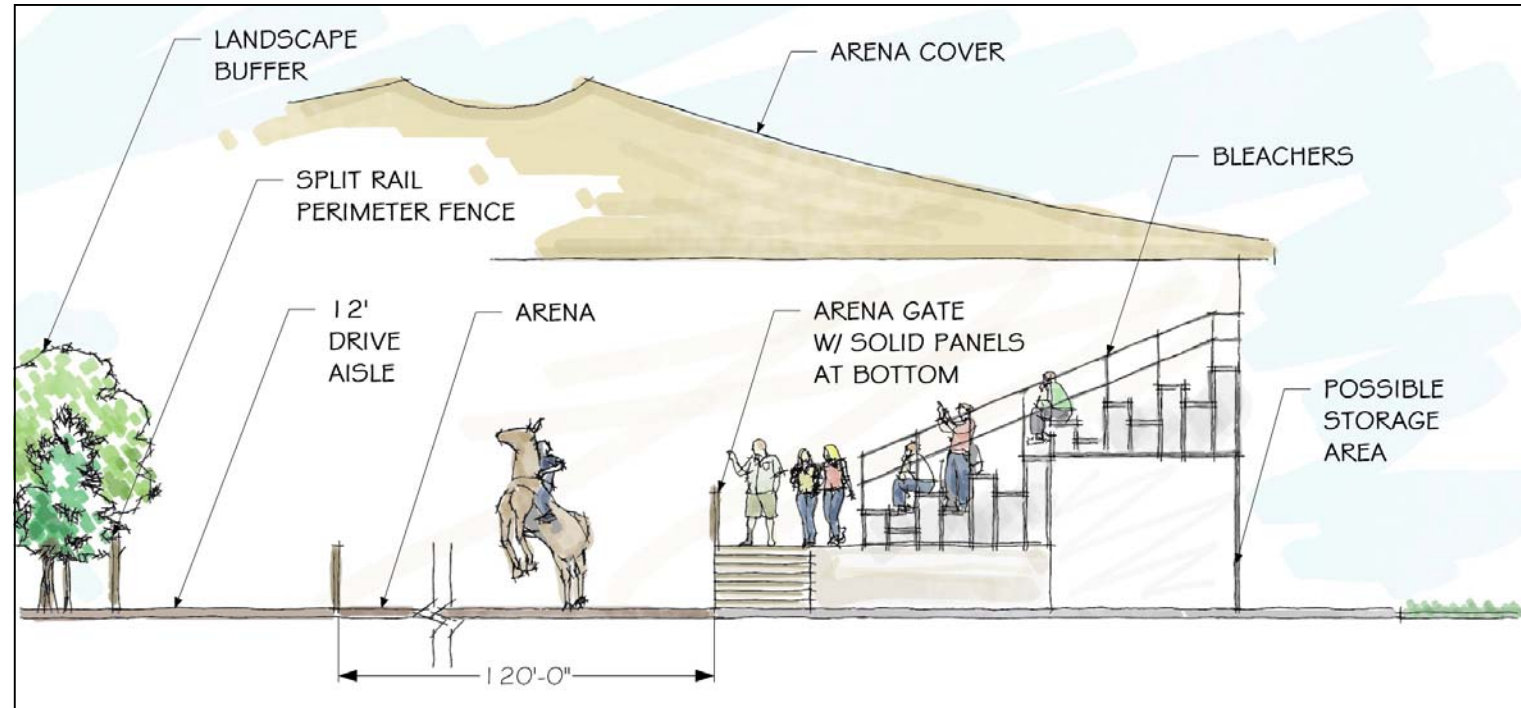 LANDSCAPE
BUFFER
ARENA COVER
BLEACHERS
SPLIT RAIL
PERIMETER FENCE
12'
DRIVE
AISLE
ARENA
ARENA GATE
W/ SOLID PANELS
AT BOTTOM
POSSIBLE
STORAGE
AREA
120'-0"